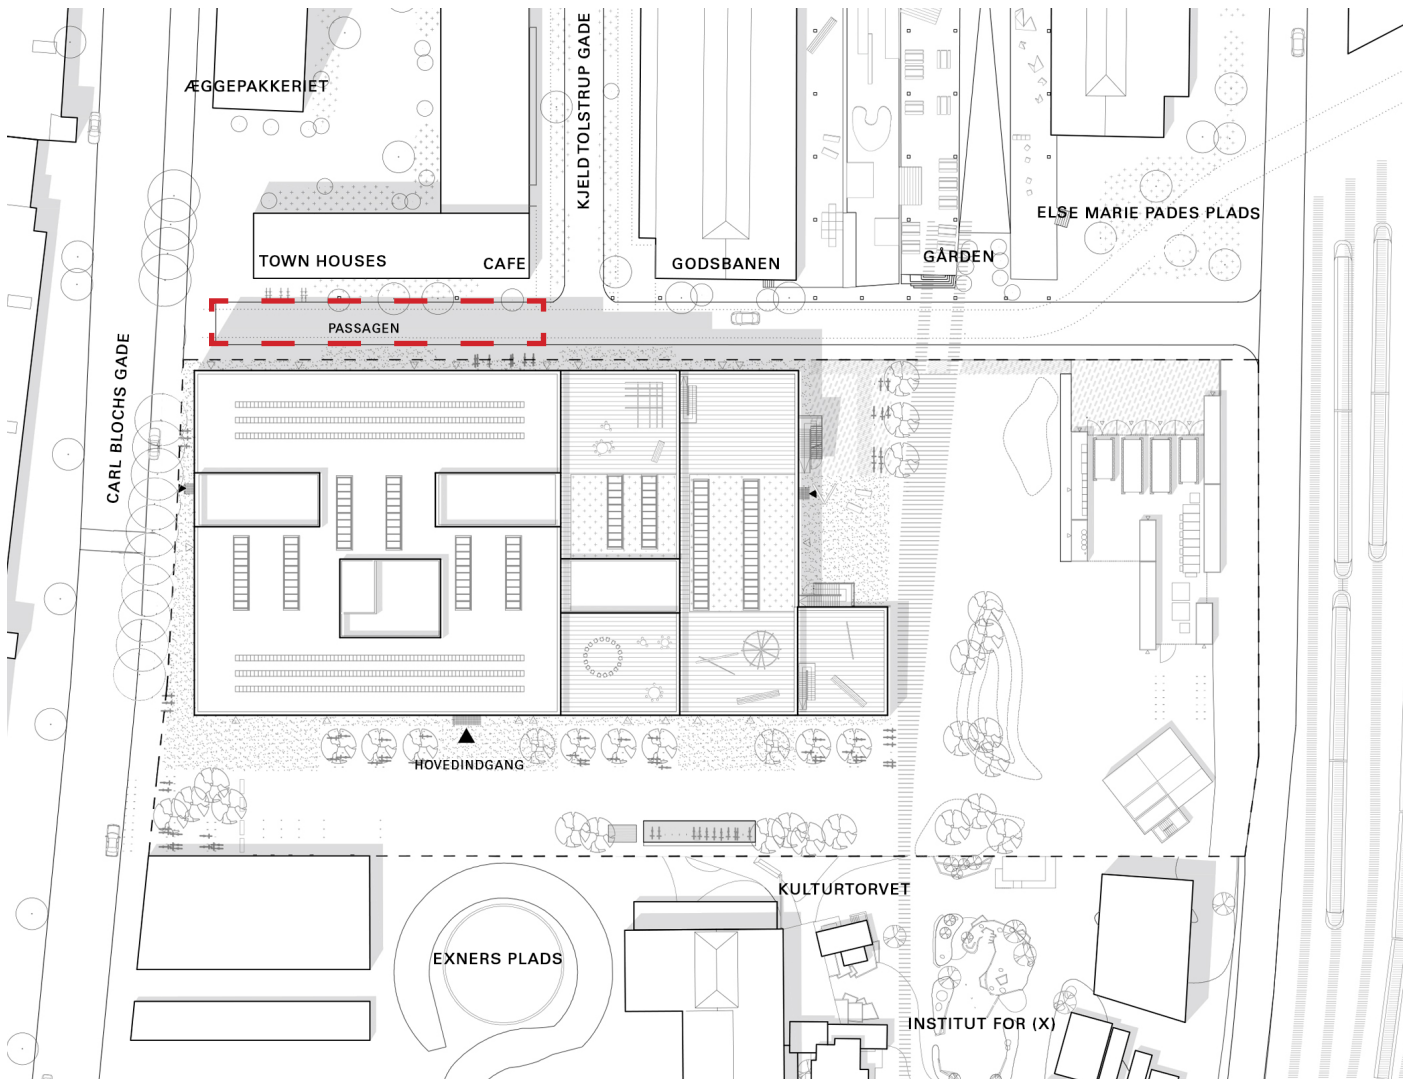 ÆGGEPAKKERIET
KJELD TOLSTRUP GADE
ELSE MARIE PADES PLADS
TOWN HOUSES
CAFE
GODSBANEN
GÅRDEN
PASSAGEN
CARL BLOCHS GADE
HOVEDINDGANG
KULTURTORVET
EXNERS PLADS
INSTITUT FOR (X)